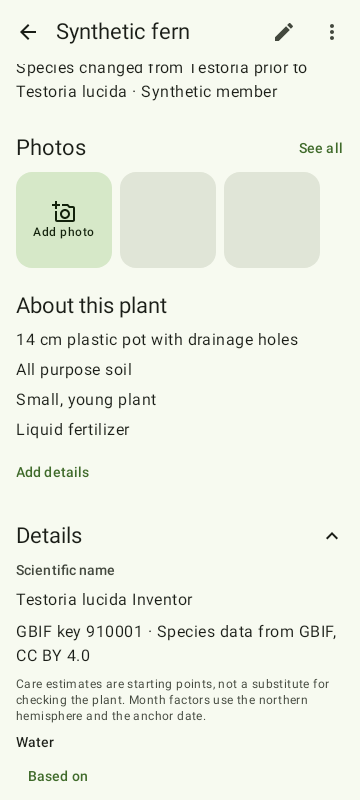 Synthetic fern
Species changed from Testoria prior to
Testoria lucida · Synthetic member
Photos
See all
Add photo
About this plant
14 cm plastic pot with drainage holes
All purpose soil
Small, young plant
Liquid fertilizer
Add details
Details
Scientific name
Testoria lucida Inventor
GBIF key 910001 · Species data from GBIF,
CC BY 4.0
Care estimates are starting points, not a substitute for
checking the plant. Month factors use the northern
hemisphere and the anchor date.
Water
Based on